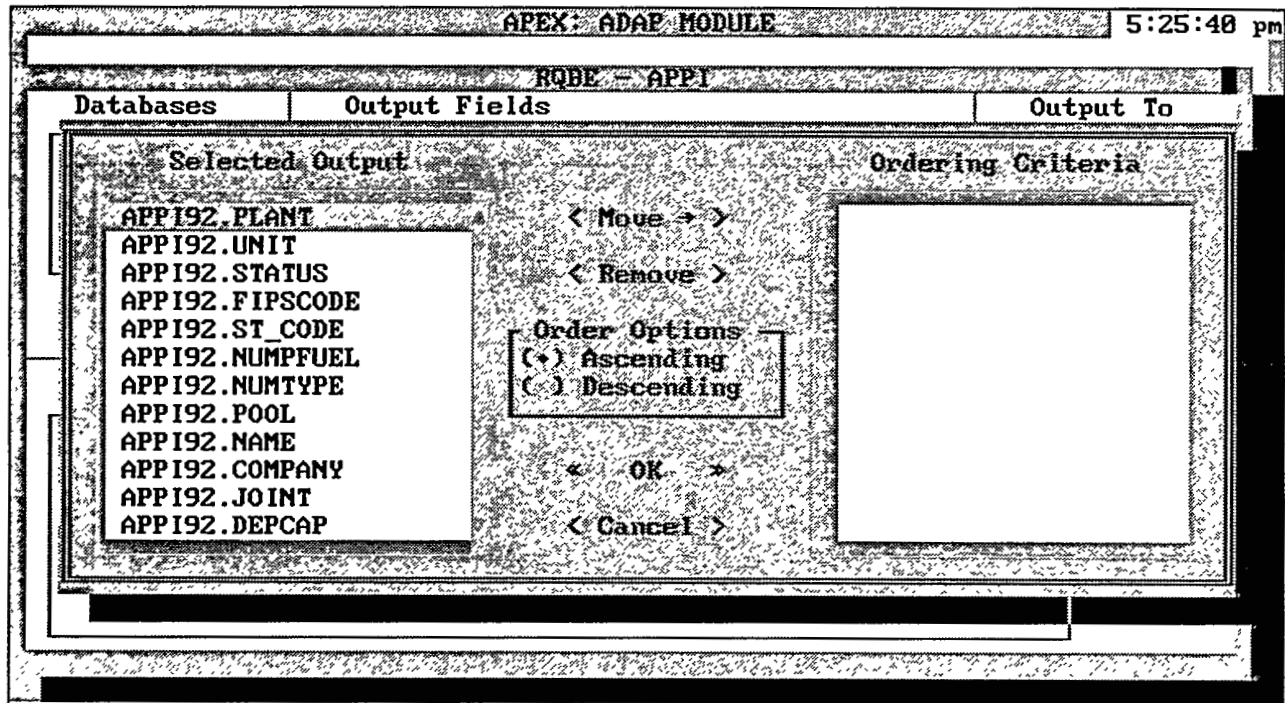 APEX: ADAP MODULE 5:25:40 pm
RQBE — APPI
Databases Output Fields Output To
Selected Output Ordering Criteria
APPI92.PLANT
APPI92.UNIT
APPI92.STATUS
APPI92.FIPSCODE
APPI92.ST_CODE
APPI92.NUMPFUEL
APPI92.NUMTYPE
APPI92.POOL
APPI92.NAME
APPI92.COMPANY
APPI92.JOINT
APPI92.DEPCAP
< Move → >
< Remove >
Order Options
(•) Ascending
( ) Descending
« OK »
< Cancel >